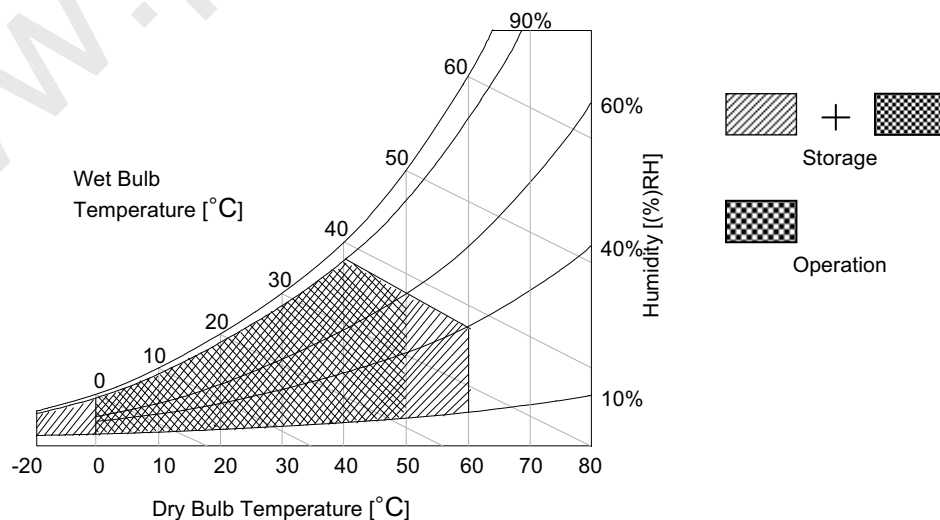 90%
60
60%
50
Storage
Wet Bulb
Temperature [°C]
Humidity [(%)RH]
40
40%
Operation
30
20
10
0
10%
-20 0 10 20 30 40 50 60 70 80
Dry Bulb Temperature [°C]